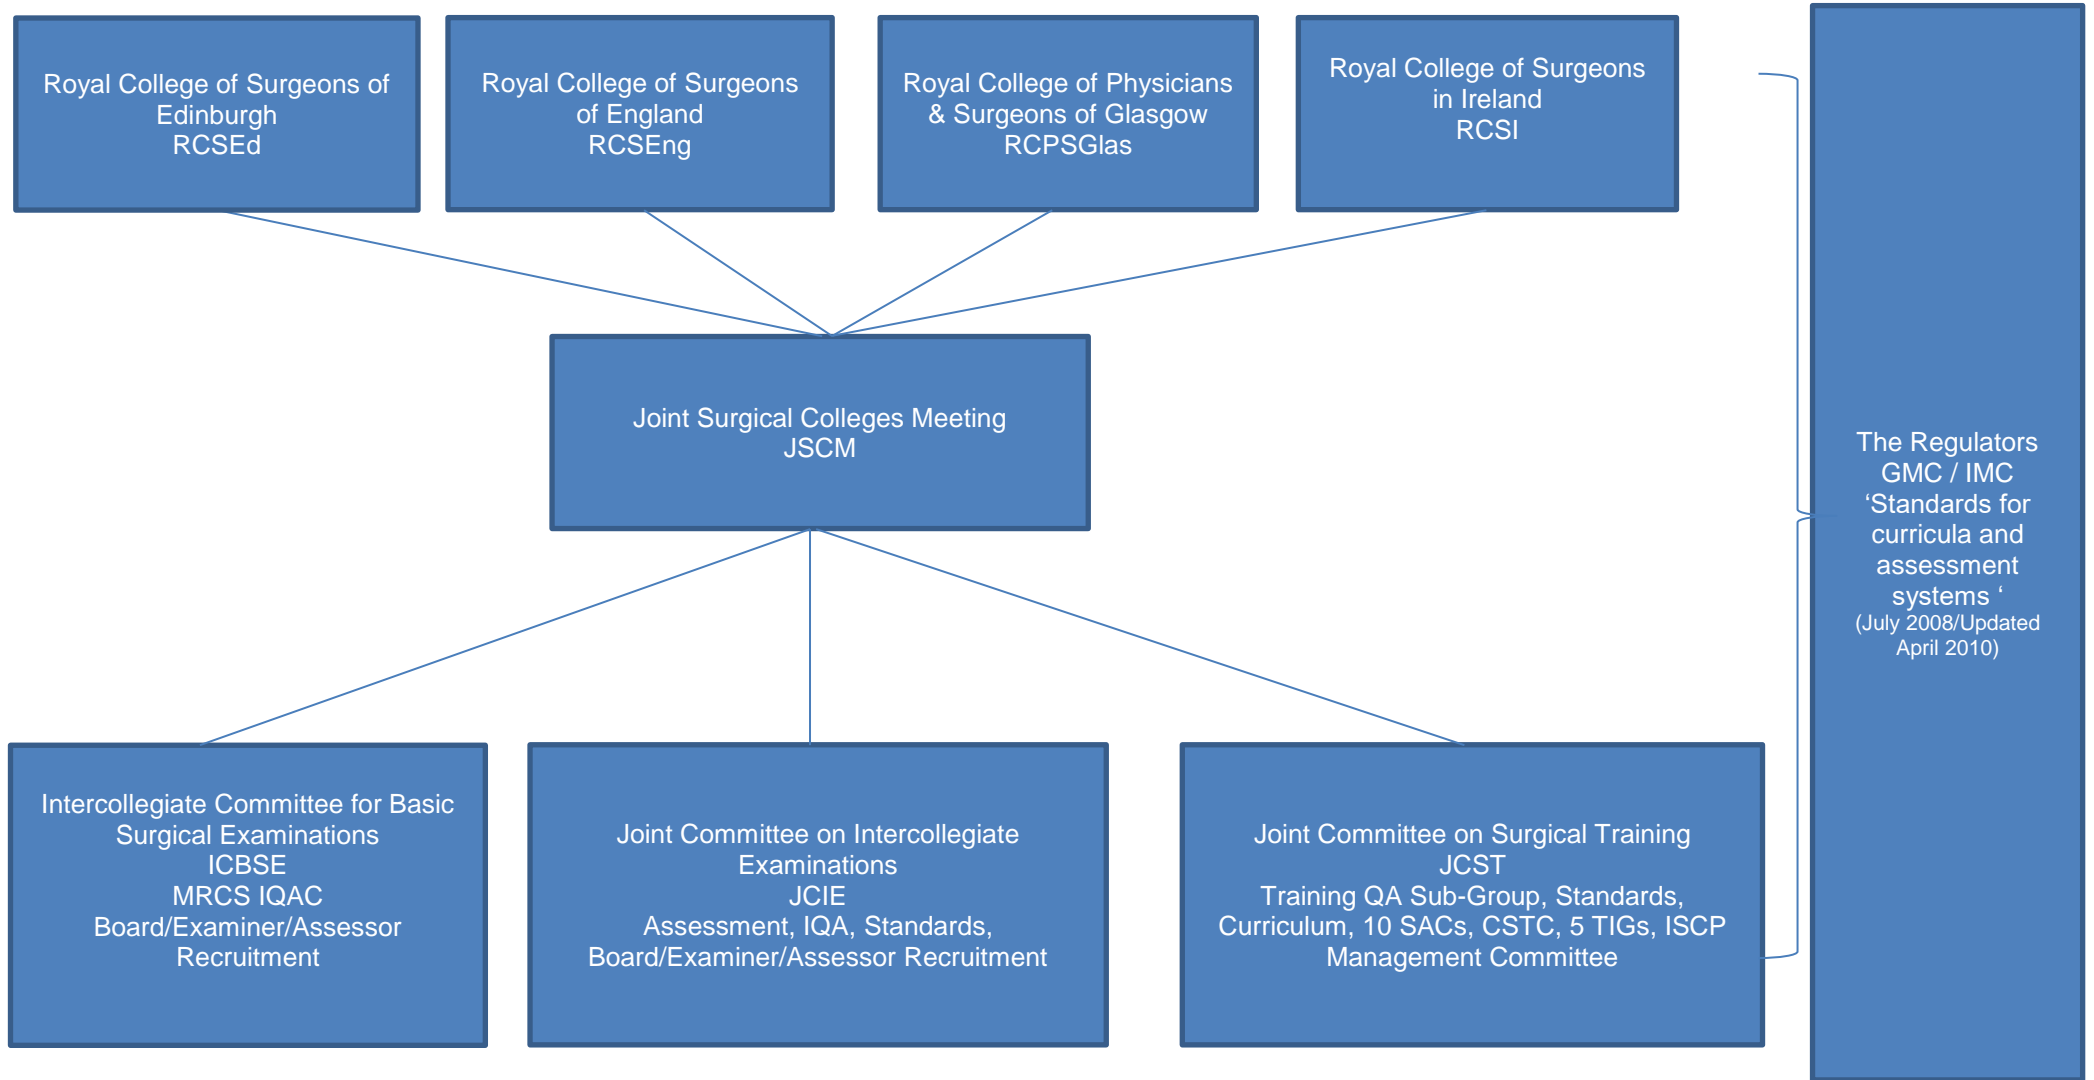 Royal College of Surgeons of
Edinburgh
RCSEd
Royal College of Surgeons
of England
RCSEng
Royal College of Physicians
& Surgeons of Glasgow
RCPSGlas
Royal College of Surgeons
in Ireland
RCSI
Joint Surgical Colleges Meeting
JSCM
The Regulators
GMC / IMC
‘Standards for
curricula and
assessment
systems ‘
(July 2008/Updated
April 2010)
Intercollegiate Committee for Basic
Surgical Examinations
ICBSE
MRCS IQAC
Board/Examiner/Assessor
Recruitment
Joint Committee on Intercollegiate
Examinations
JCIE
Assessment, IQA, Standards,
Board/Examiner/Assessor Recruitment
Joint Committee on Surgical Training
JCST
Training QA Sub-Group, Standards,
Curriculum, 10 SACs, CSTC, 5 TIGs, ISCP
Management Committee